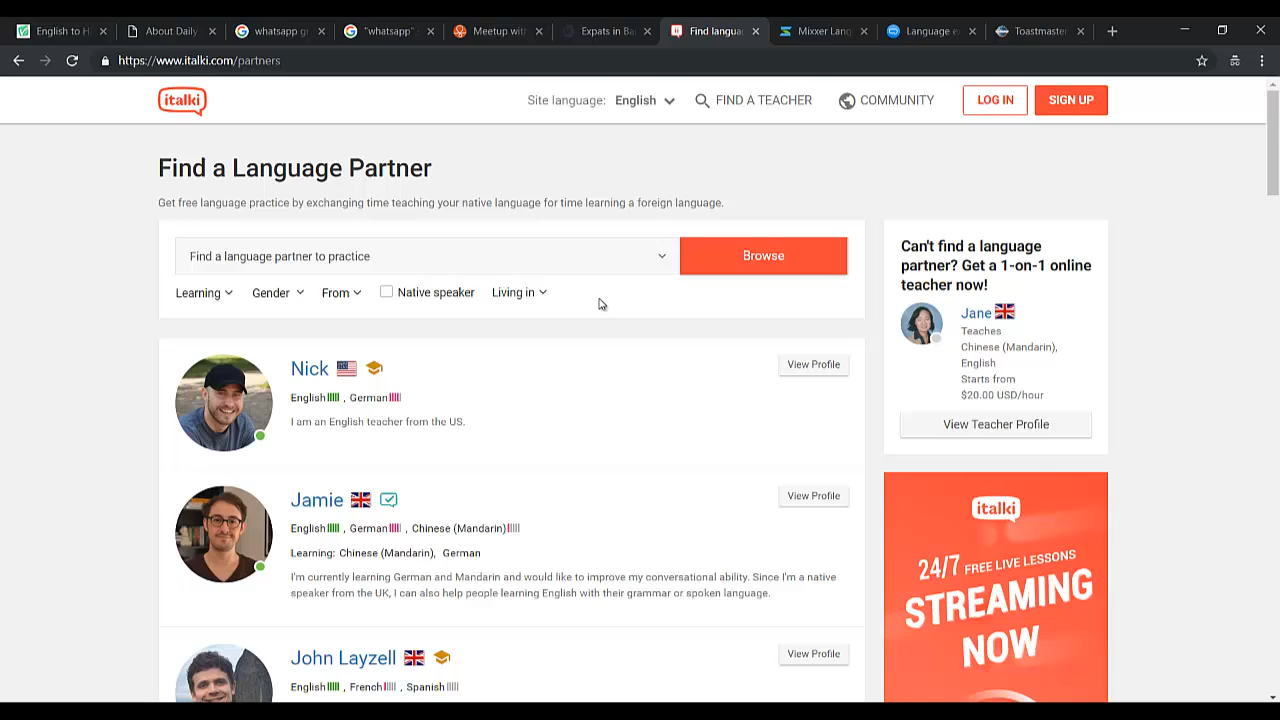 English to H
About Daily
whatsapp g
"whatsapp"
Meetup wit
Expats in Ba
Find langua
Mixxer Lang
Language e
Toastmaster
https://www.italki.com/partners
italki
Site language: English
FIND A TEACHER
COMMUNITY
LOG IN
SIGN UP
Find a Language Partner
Get free language practice by exchanging time teaching your native language for time learning a foreign language.
Find a language partner to practice
Browse
Learning
Gender
From
Native speaker
Living in
Nick
View Profile
English , German
I am an English teacher from the US.
Jamie
View Profile
English , German , Chinese (Mandarin)
Learning: Chinese (Mandarin), German
I'm currently learning German and Mandarin and would like to improve my conversational ability. Since I'm a native
speaker from the UK, I can also help people learning English with their grammar or spoken language.
John Layzell
View Profile
English , French , Spanish
Can't find a language
partner? Get a 1-on-1 online
teacher now!
Jane
Teaches
Chinese (Mandarin),
English
Starts from
$20.00 USD/hour
View Teacher Profile
italki
24/7 FREE LIVE LESSONS
STREAMING
NOW